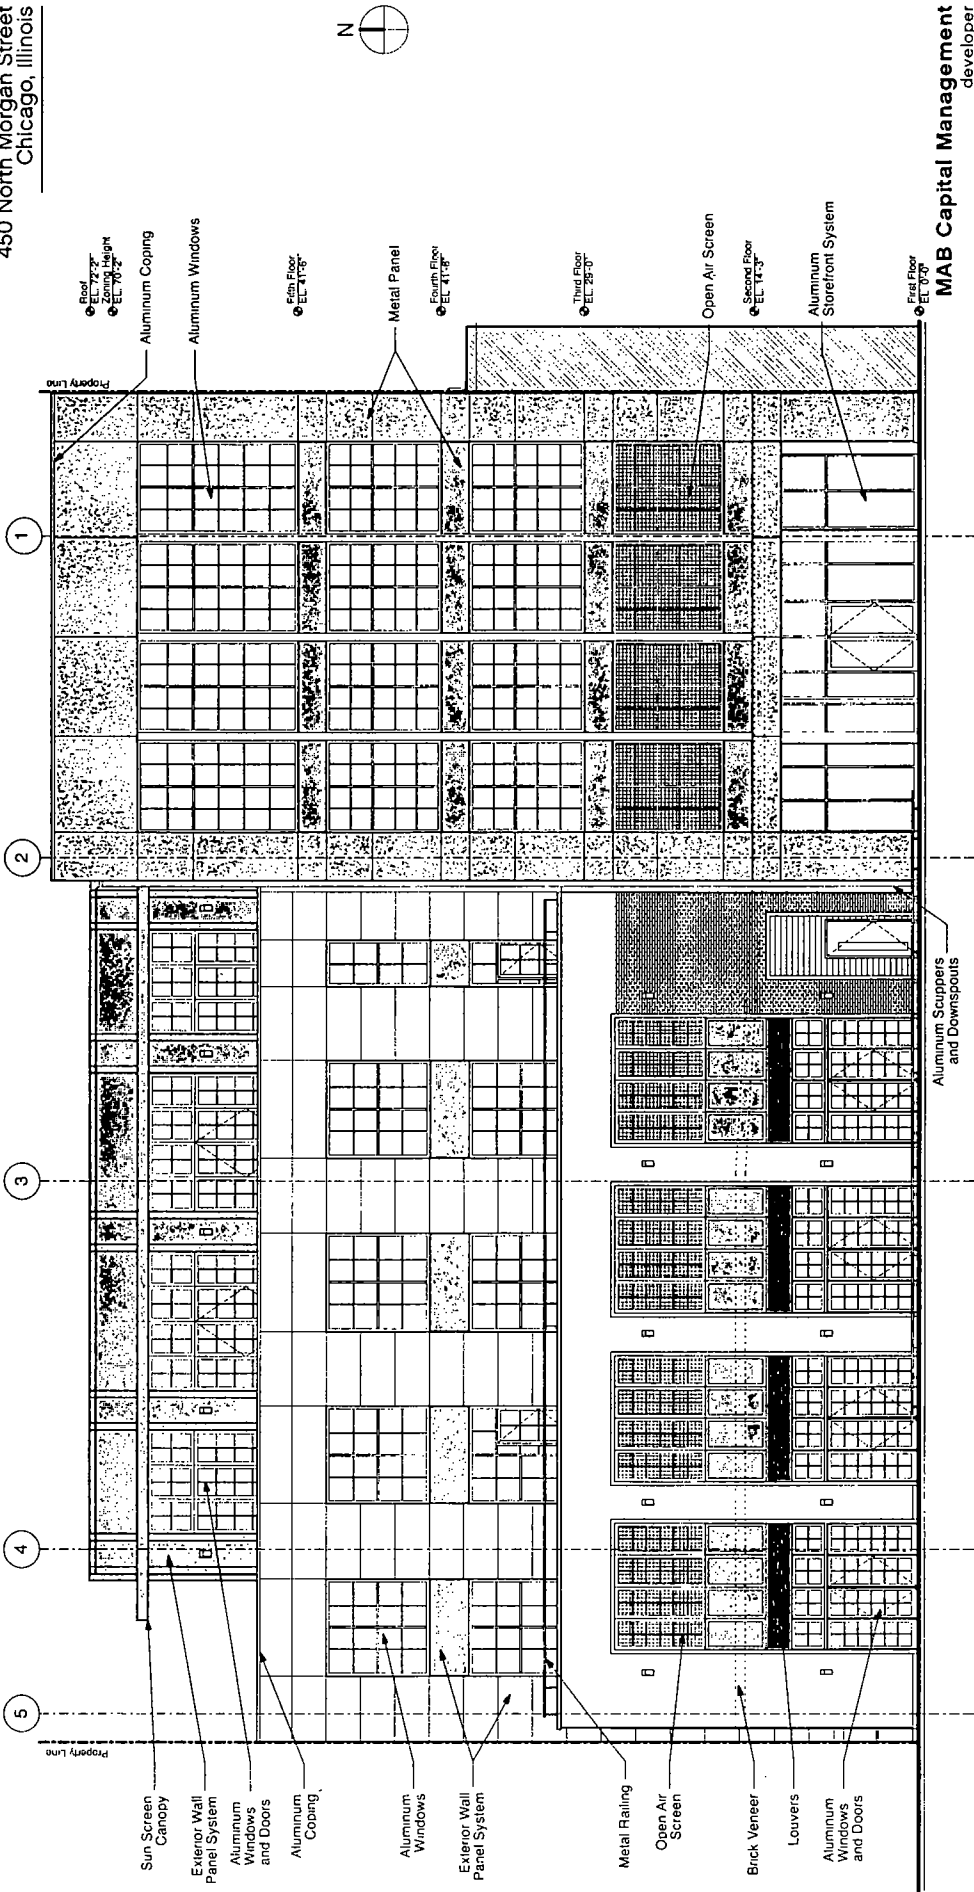 450 North Morgan Street
Chicago, Illinois
N
Roof
EL. 72'-2"
Zoning Height
EL. 70'-2"
Aluminum Coping
Aluminum Windows
Fifth Floor
EL. 41'-6"
Metal Panel
Fourth Floor
EL. 41'-6"
Third Floor
EL. 29'-0"
Open Air Screen
Second Floor
EL. 14'-3"
Aluminum
Storefront System
First Floor
EL. 0'-0"
MAB Capital Management
developer
Property Line
1
2
3
4
5
Property Line
Aluminum Scuppers
and Downspouts
Sun Screen
Canopy
Exterior Wall
Panel System
Aluminum
Windows
and Doors
Aluminum
Coping
Aluminum
Windows
Exterior Wall
Panel System
Metal Railing
Open Air
Screen
Brick Veneer
Louvers
Aluminum
Windows
and Doors